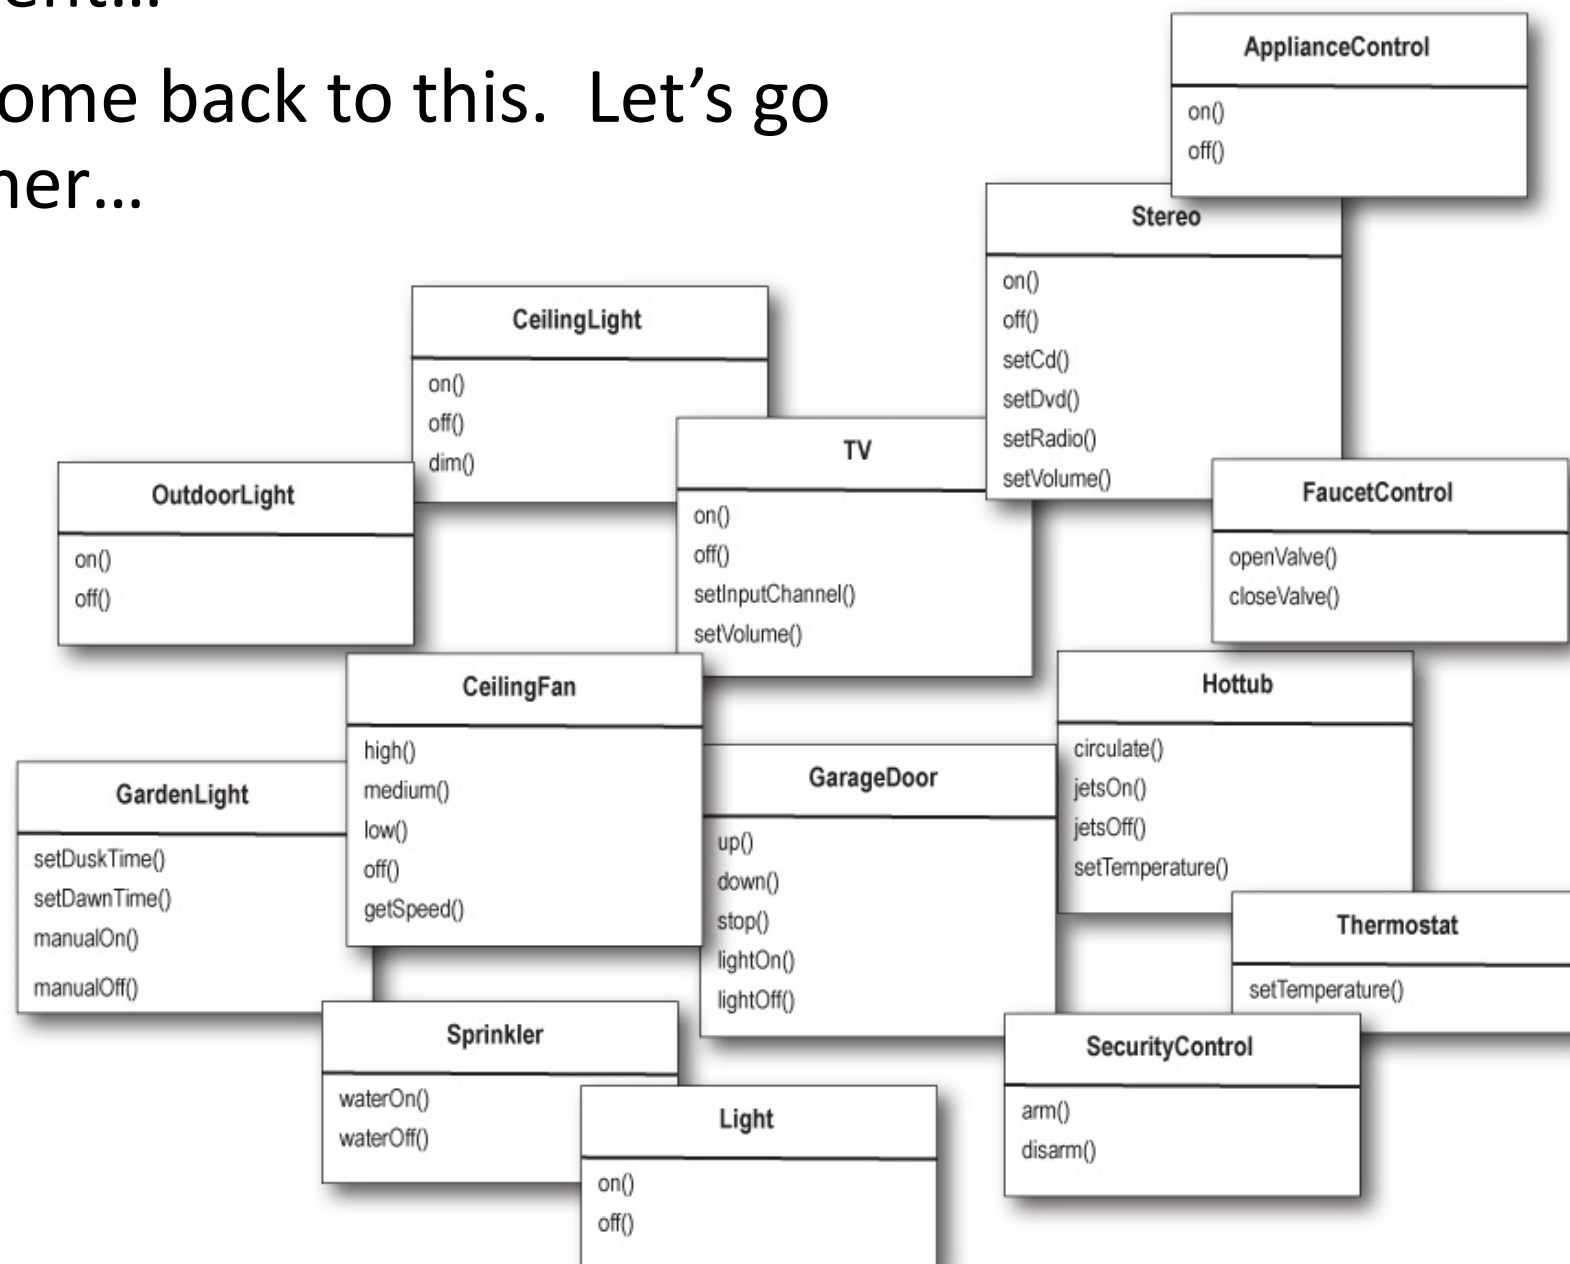 ome back to this. Let's go
ApplianceControl
on()
off()
Stereo
on()
off()
setCd()
setDvd()
setRadio()
setVolume()
CeilingLight
on()
off()
dim()
TV
on()
off()
setInputChannel()
setVolume()
OutdoorLight
on()
off()
FaucetControl
openValve()
closeValve()
CeilingFan
high()
medium()
low()
off()
getSpeed()
Hottub
circulate()
jetsOn()
jetsOff()
setTemperature()
GardenLight
setDuskTime()
setDawnTime()
manualOn()
manualOff()
GarageDoor
up()
down()
stop()
lightOn()
lightOff()
Thermostat
setTemperature()
Sprinkler
waterOn()
waterOff()
Light
on()
off()
SecurityControl
arm()
disarm()